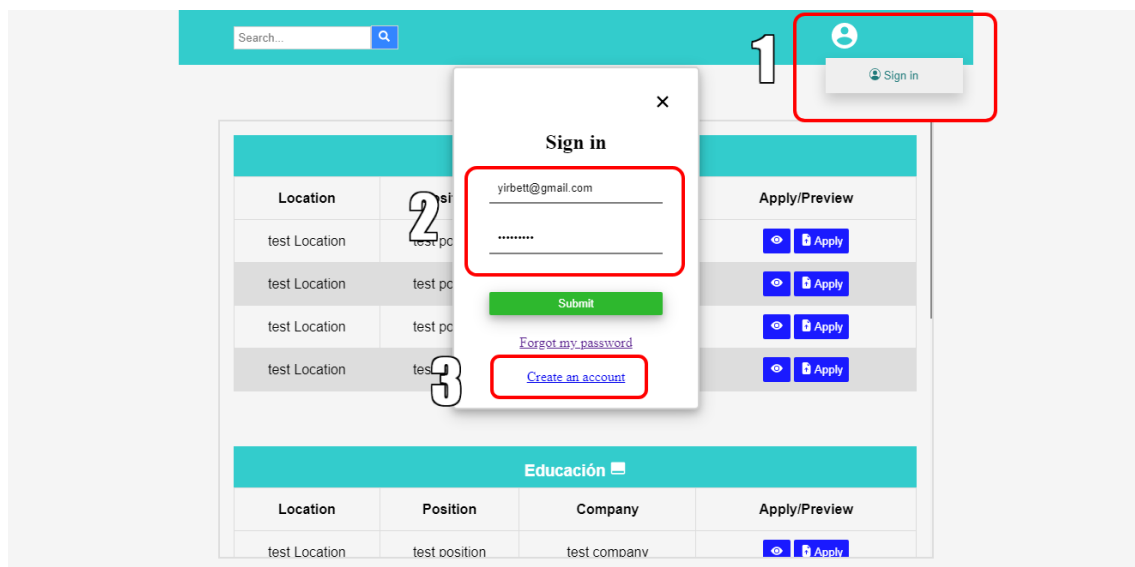 Search...
1
Sign in
Sign in
Location
Apply/Preview
2
yirbett@gmail.com
test Location
Apply
•••••••••
test Location
Apply
Submit
test Location
Apply
Forgot my password
3
test Location
Apply
Create an account
Educación
Location Position Company Apply/Preview
test Location test position test company Apply